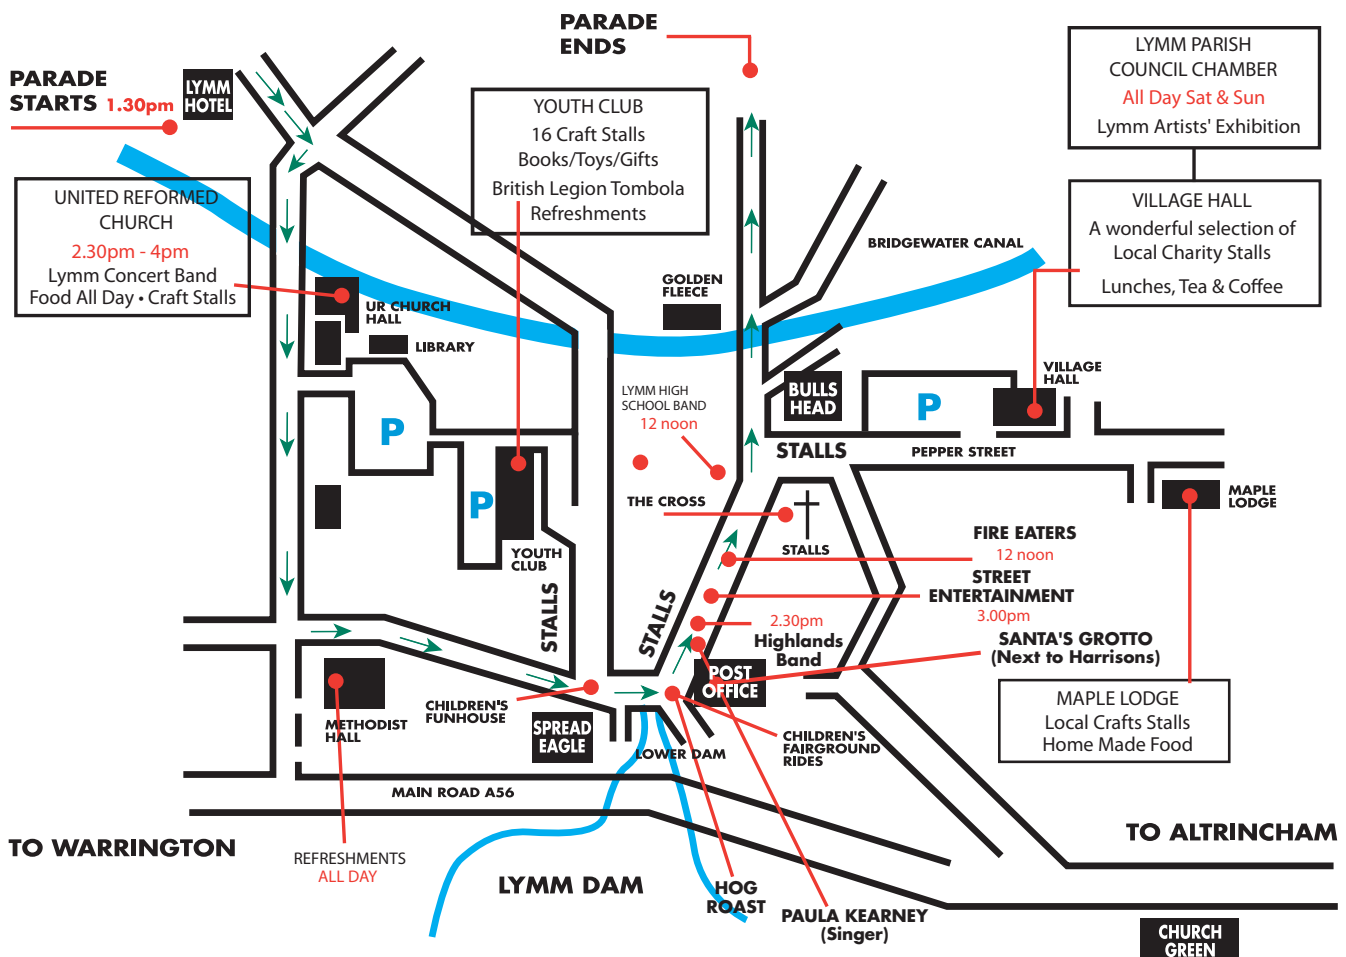 PARADE
ENDS
PARADE
STARTS 1.30pm
LYMM
HOTEL
LYMM PARISH
COUNCIL CHAMBER
All Day Sat & Sun
Lymm Artists' Exhibition
YOUTH CLUB
16 Craft Stalls
Books/Toys/Gifts
British Legion Tombola
Refreshments
UNITED REFORMED
CHURCH
2.30pm - 4pm
Lymm Concert Band
Food All Day • Craft Stalls
VILLAGE HALL
A wonderful selection of
Local Charity Stalls
Lunches, Tea & Coffee
BRIDGEWATER CANAL
GOLDEN
FLEECE
UR CHURCH
HALL
LIBRARY
VILLAGE
HALL
BULLS
HEAD
P
P
P
LYMM HIGH
SCHOOL BAND
12 noon
STALLS
PEPPER STREET
MAPLE
LODGE
THE CROSS
STALLS
YOUTH
CLUB
FIRE EATERS
12 noon
STREET
ENTERTAINMENT
3.00pm
STALLS
STALLS
2.30pm
Highlands
Band
SANTA'S GROTTO
(Next to Harrisons)
POST
OFFICE
MAPLE LODGE
Local Crafts Stalls
Home Made Food
CHILDREN'S
FUNHOUSE
METHODIST
HALL
SPREAD
EAGLE
LOWER DAM
CHILDREN'S
FAIRGROUND
RIDES
MAIN ROAD A56
TO WARRINGTON
TO ALTRINCHAM
REFRESHMENTS
ALL DAY
LYMM DAM
HOG
ROAST
PAULA KEARNEY
(Singer)
CHURCH
GREEN